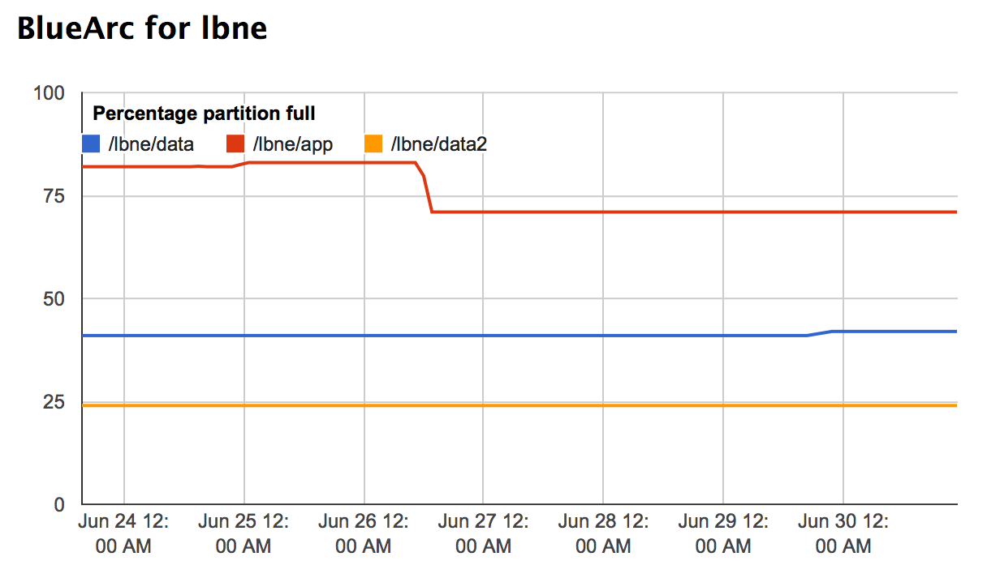 BlueArc for lbne
100
Percentage partition full
/lbne/data /lbne/app /lbne/data2
75
50
25
0
Jun 24 12: Jun 25 12: Jun 26 12: Jun 27 12: Jun 28 12: Jun 29 12: Jun 30 12:
00 AM 00 AM 00 AM 00 AM 00 AM 00 AM 00 AM